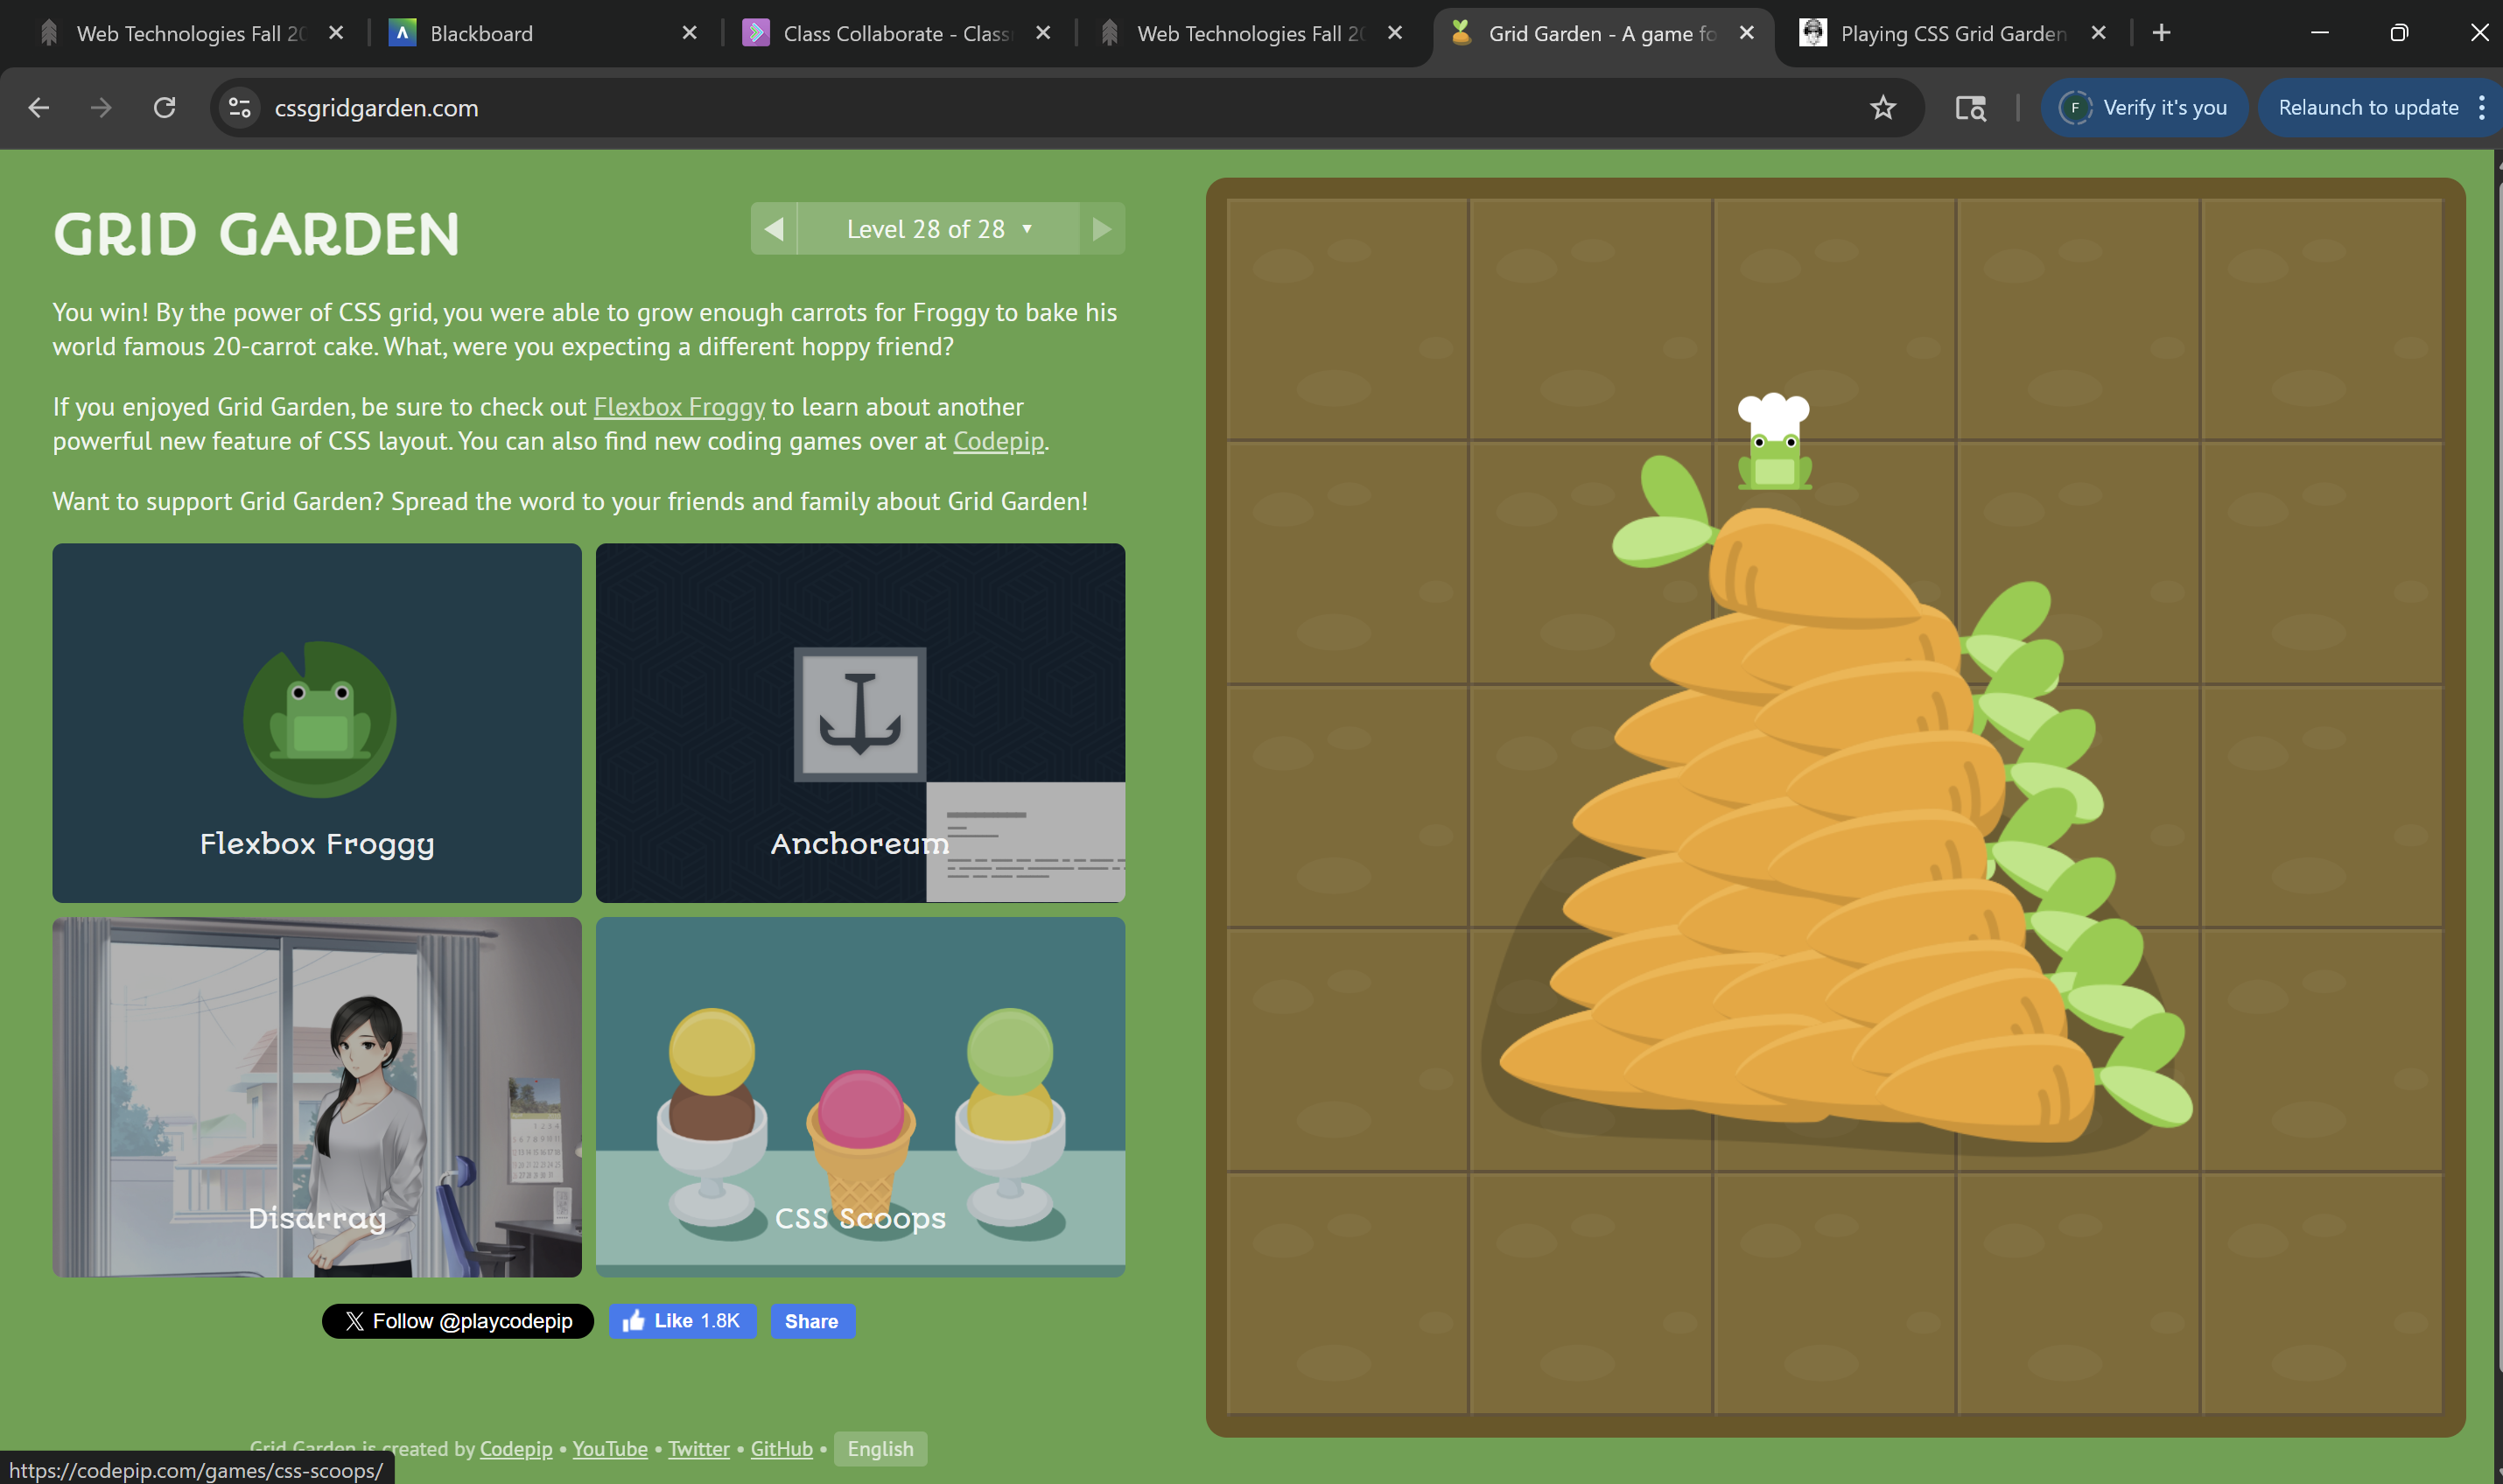 Web Technologies Fall 20
Blackboard
Class Collaborate - Class
Web Technologies Fall 20
Grid Garden - A game fo
Playing CSS Grid Garden
cssgridgarden.com
F
Verify it's you
Relaunch to update
GRID GARDEN
Level 28 of 28
You win! By the power of CSS grid, you were able to grow enough carrots for Froggy to bake his
world famous 20-carrot cake. What, were you expecting a different hoppy friend?
If you enjoyed Grid Garden, be sure to check out Flexbox Froggy to learn about another
powerful new feature of CSS layout. You can also find new coding games over at Codepip.
Want to support Grid Garden? Spread the word to your friends and family about Grid Garden!
Flexbox Froggy
Anchoreum
Disarray
CSS Scoops
Follow @playcodepip
Like 1.8K
Share
Grid Garden is created by Codepip • YouTube • Twitter • GitHub • English
https://codepip.com/games/css-scoops/